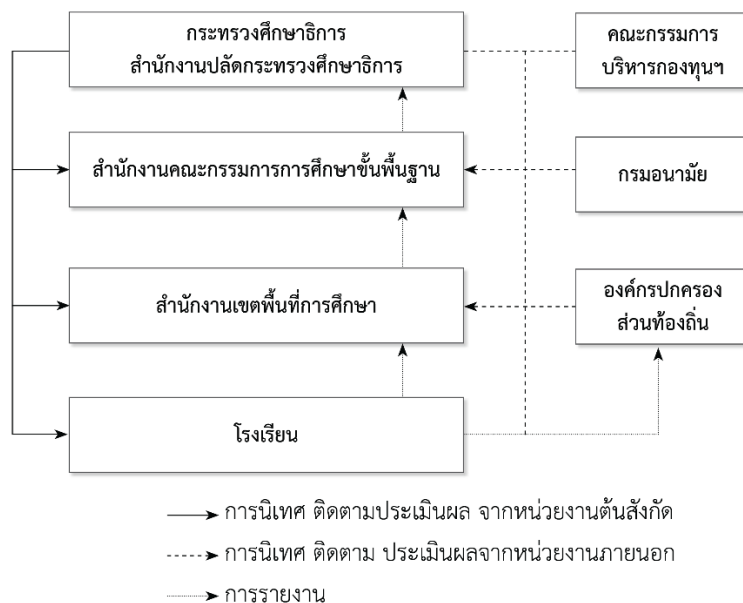 กระทรวงศึกษาธิการ
สำนักงานปลัดกระทรวงศึกษาธิการ
คณะกรรมการ
บริหารกองทุนฯ
สำนักงานคณะกรรมการการศึกษาขั้นพื้นฐาน
กรมอนามัย
สำนักงานเขตพื้นที่การศึกษา
องค์กรปกครอง
ส่วนท้องถิ่น
โรงเรียน
การนิเทศ ติดตามประเมินผล จากหน่วยงานต้นสังกัด
การนิเทศ ติดตาม ประเมินผลจากหน่วยงานภายนอก
การรายงาน